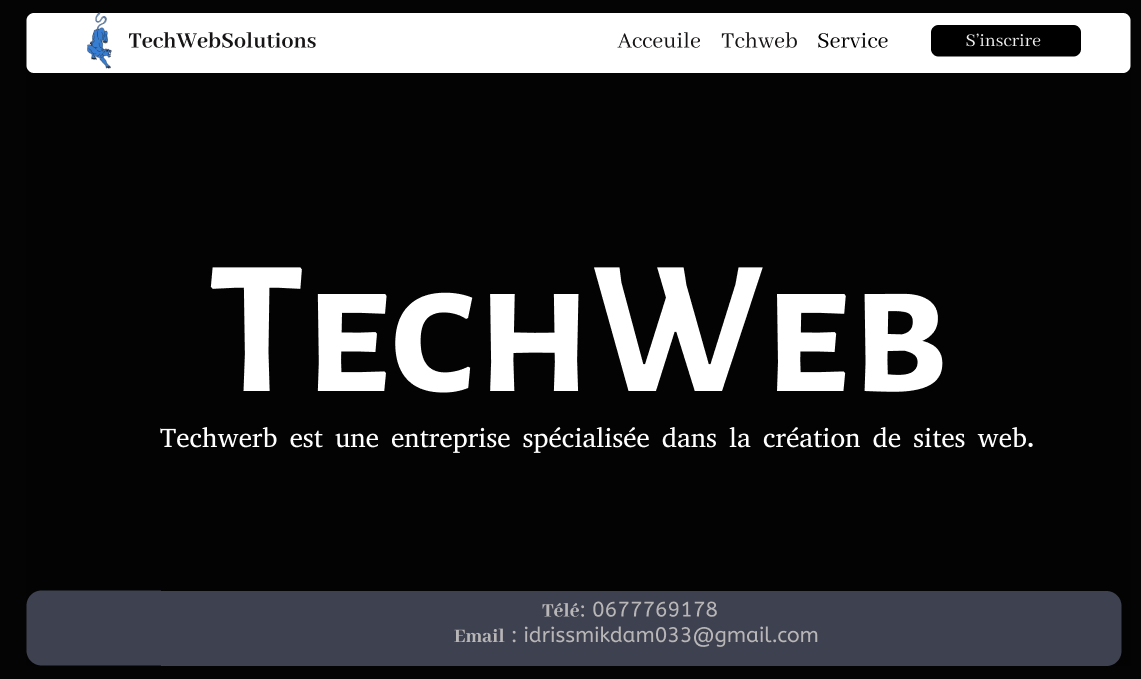 TechWebSolutions Acceuile Tchweb Service S'inscrire
TechWeb
Techwerb est une entreprise spécialisée dans la création de sites web.
Télé: 0677769178
Email : idrissmikdam033@gmail.com